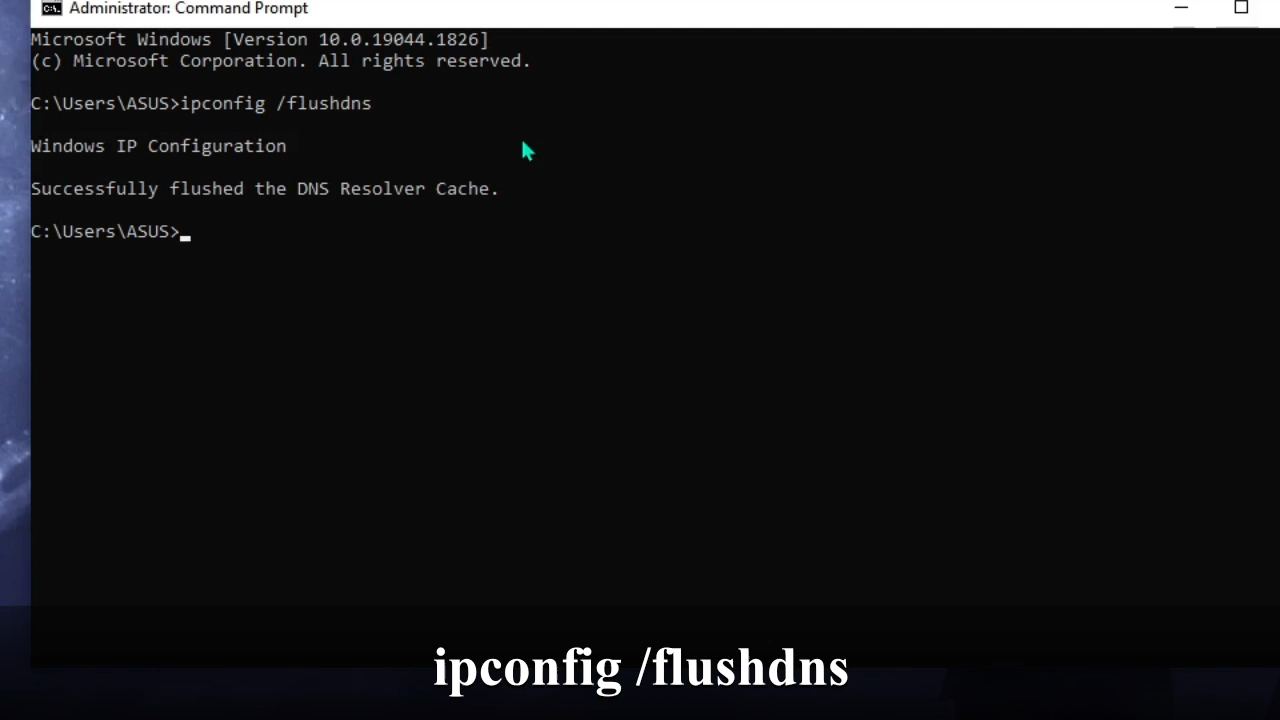 Administrator: Command Prompt
Microsoft Windows [Version 10.0.19044.1826]
(c) Microsoft Corporation. All rights reserved.
C:\Users\ASUS>ipconfig /flushdns
Windows IP Configuration
Successfully flushed the DNS Resolver Cache.
C:\Users\ASUS>
ipconfig /flushdns